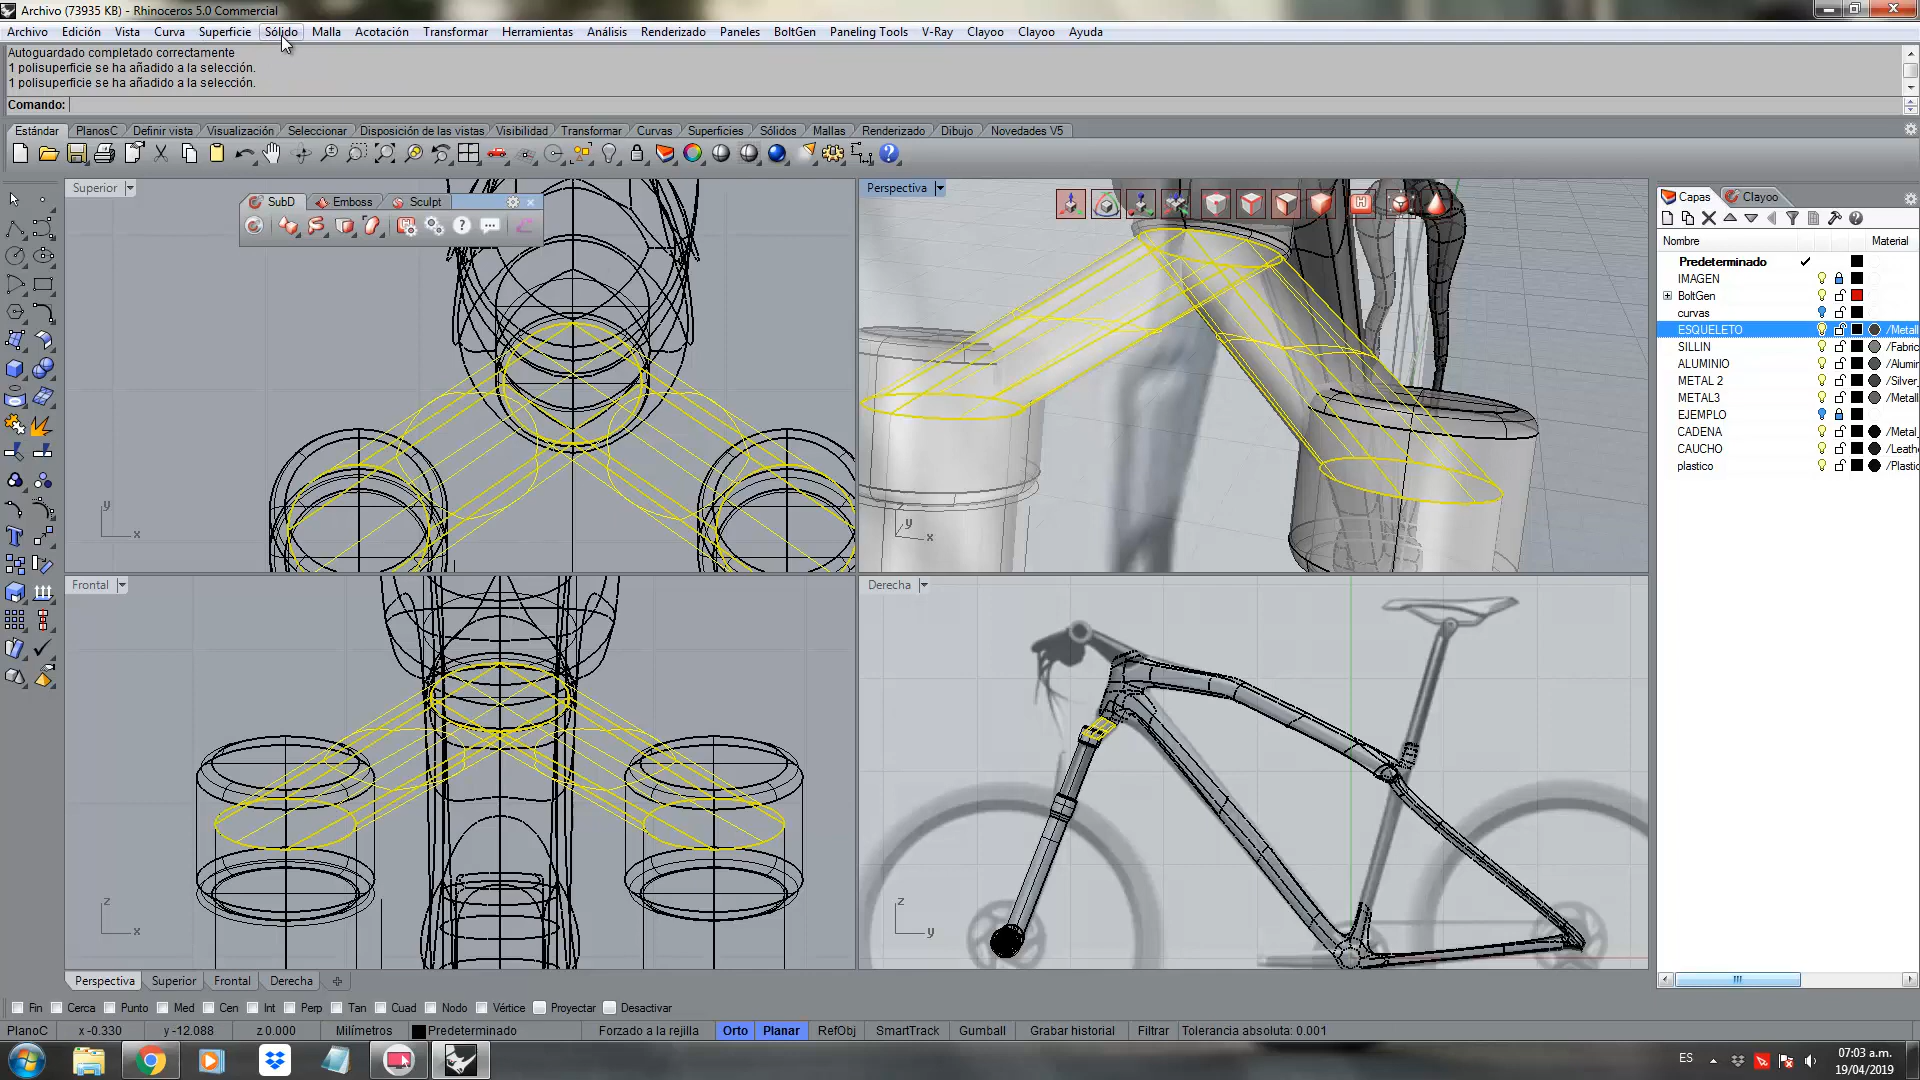 Archivo (73935 KB) - Rhinoceros 5.0 Commercial
Archivo Edición Vista Curva Superficie Sólido Malla Acotación Transformar Herramientas Análisis Renderizado Paneles BoltGen Paneling Tools V-Ray Clayoo Clayoo Ayuda
Autoguardado completado correctamente
1 polisuperficie se ha añadido a la selección.
1 polisuperficie se ha añadido a la selección.
Comando:
Estándar PlanosC Definir vista Visualización Seleccionar Disposición de las vistas Visibilidad Transformar Curvas Superficies Sólidos Mallas Renderizado Dibujo Novedades V5
Superior
SubD Emboss Sculpt
y
x
Perspectiva
y
x
Frontal
z
x
Derecha
z
y
Capas Clayoo
Nombre Material
Predeterminado
IMAGEN
BoltGen
curvas
ESQUELETO /Metall
SILLIN /Fabric
ALUMINIO /Alumir
METAL 2 /Silver_
METAL3 /Metall
EJEMPLO
CADENA /Metal_
CAUCHO /Leath
plastico /Plastic
Perspectiva Superior Frontal Derecha
Fin Cerca Punto Med Cen Int Perp Tan Cuad Nodo Vértice Proyectar Desactivar
PlanoC x -0.330 y -12.088 z 0.000 Milímetros Predeterminado Forzado a la rejilla Orto Planar RefObj SmartTrack Gumball Grabar historial Filtrar Tolerancia absoluta: 0.001
ES
07:03 a.m.
19/04/2019